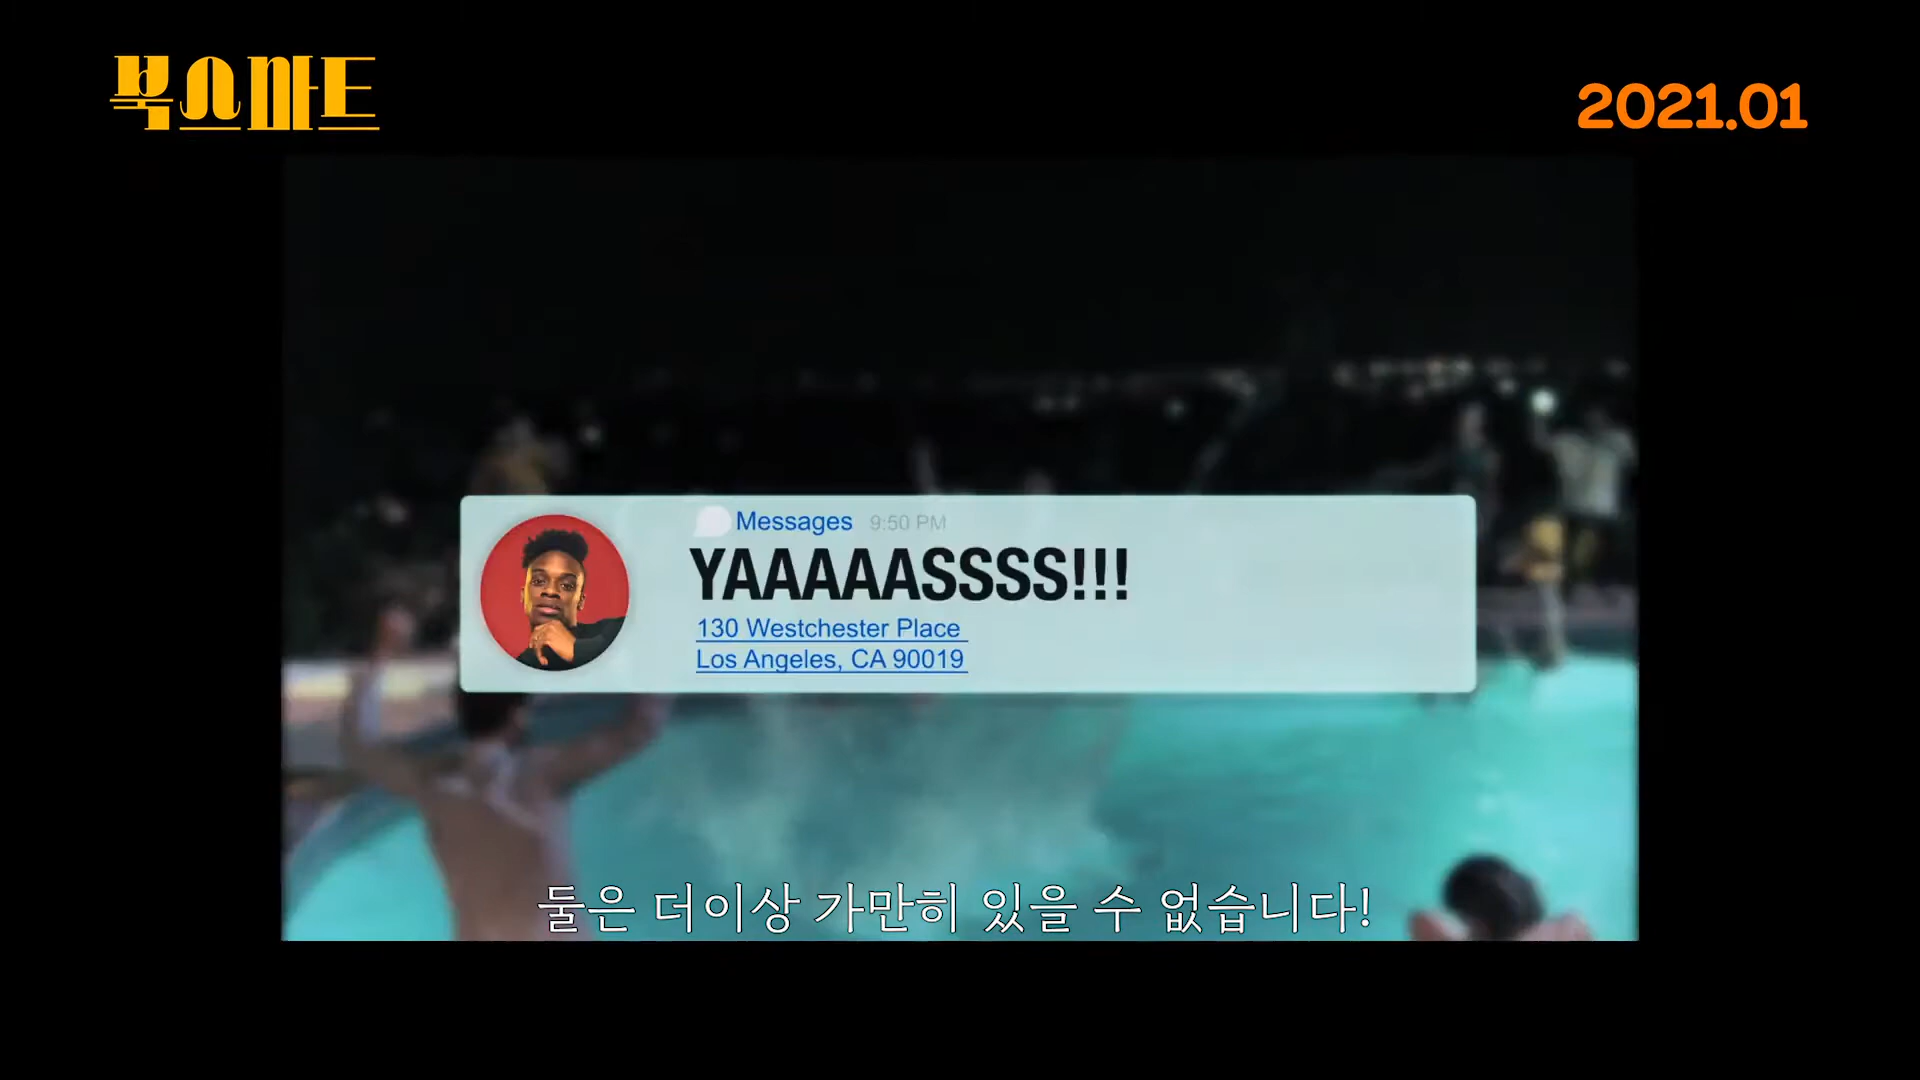 북스마트
2021.01
Messages 9:50 PM
YAAAAASSSS!!!
130 Westchester Place
Los Angeles, CA 90019
둘은 더이상 가만히 있을 수 없습니다!